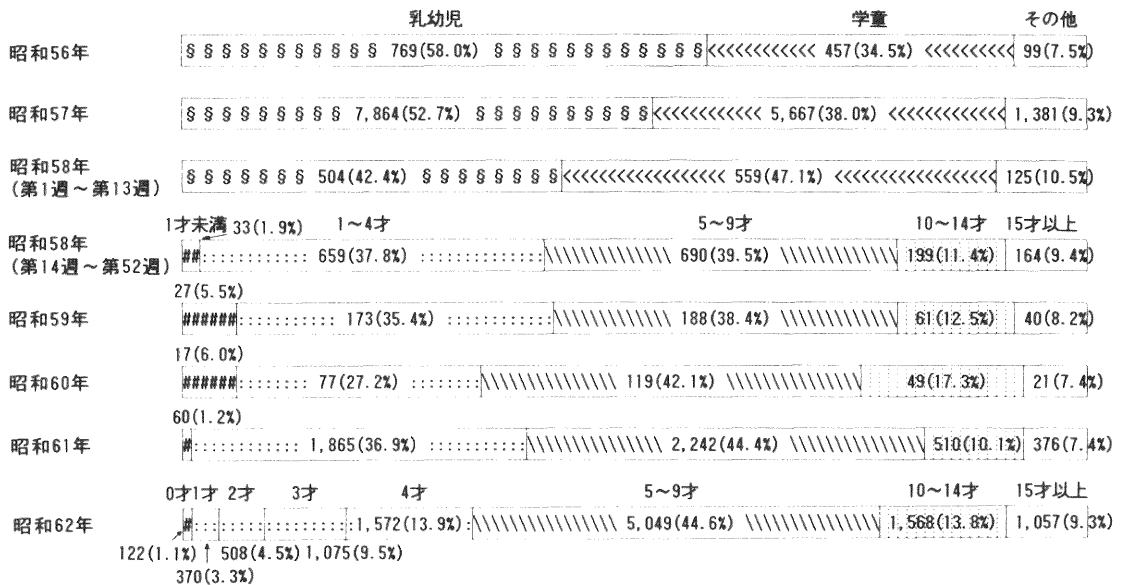 乳幼児 学童 その他
昭和56年 769(58.0%) 457(34.5%) 99(7.5%)
昭和57年 7,864(52.7%) 5,667(38.0%) 1,381(9.3%)
昭和58年 504(42.4%) 559(47.1%) 125(10.5%)
(第1週～第13週)
1才未満 33(1.9%) 1～4才 5～9才 10～14才 15才以上
昭和58年 659(37.8%) 690(39.5%) 199(11.4%) 164(9.4%)
(第14週～第52週)
27(5.5%)
昭和59年 173(35.4%) 188(38.4%) 61(12.5%) 40(8.2%)
17(6.0%)
昭和60年 77(27.2%) 119(42.1%) 49(17.3%) 21(7.4%)
60(1.2%)
昭和61年 1,865(36.9%) 2,242(44.4%) 510(10.1%) 376(7.4%)
0才1才 2才 3才 4才 5～9才 10～14才 15才以上
昭和62年 1,572(13.9%) 5,049(44.6%) 1,568(13.8%) 1,057(9.3%)
122(1.1%) 508(4.5%) 1,075(9.5%)
370(3.3%)